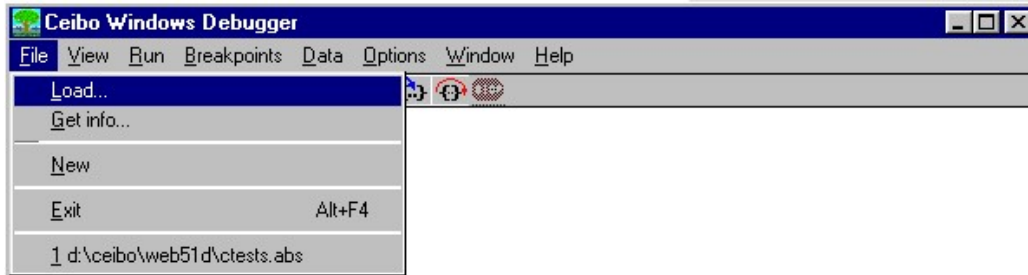 Ceibo Windows Debugger
File View Run Breakpoints Data Options Window Help
Load...
Get info...
New
Exit Alt+F4
1 d:\ceibo\web51d\ctests.abs